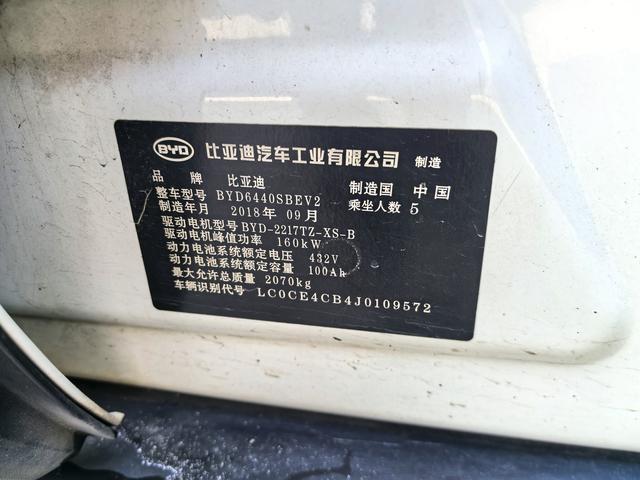 BYD 比亚迪汽车工业有限公司 制造
品 牌 比亚迪 制造国 中国
整车型号 BYD6440SBEV2 乘坐人数 5
制造年月 2018年 09月
驱动电机型号 BYD-2217TZ-XS-B
驱动电机峰值功率 160kW
动力电池系统额定电压 432V
动力电池系统额定容量 100Ah
最大允许总质量 2070kg
车辆识别代号 LC0CE4CB4J0109572